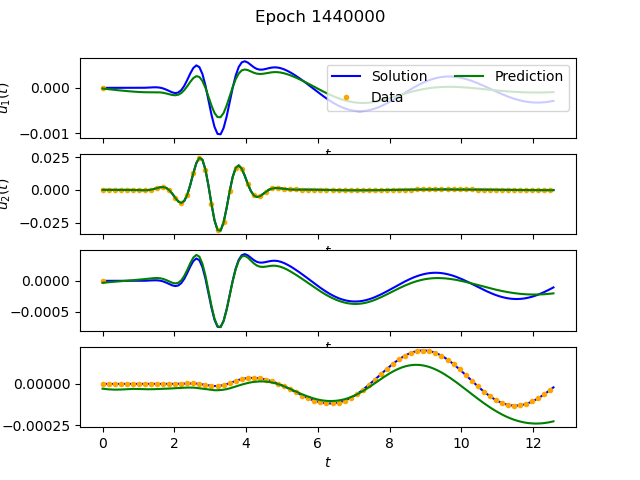 Epoch 1440000
Solution
Prediction
Data
u₁(t)
0.000
−0.001
t
u₂(t)
0.025
0.000
−0.025
t
0.0000
−0.0005
t
0.00000
−0.00025
0 2 4 6 8 10 12
t